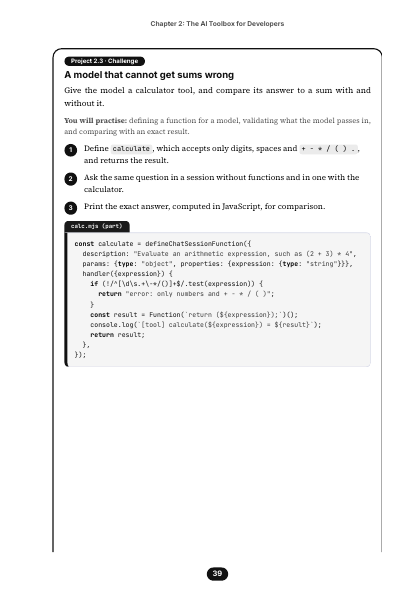 Chapter 2: The AI Toolbox for Developers
Project 2.3 · Challenge
A model that cannot get sums wrong
Give the model a calculator tool, and compare its answer to a sum with and
without it.
You will practise: defining a function for a model, validating what the model passes in,
and comparing with an exact result.
1 Define calculate, which accepts only digits, spaces and + - * / ( ) . ,
and returns the result.
2 Ask the same question in a session without functions and in one with the
calculator.
3 Print the exact answer, computed in JavaScript, for comparison.
calc.mjs (part)
const calculate = defineChatSessionFunction({
  description: "Evaluate an arithmetic expression, such as (2 + 3) * 4",
  params: {type: "object", properties: {expression: {type: "string"}}},
  handler({expression}) {
    if (!/^[\d\s.+\-*/()]+$/.test(expression)) {
      return "error: only numbers and + - * / ( )";
    }
    const result = Function(`return (${expression});`)();
    console.log(`[tool] calculate(${expression}) = ${result}`);
    return result;
  },
});
39